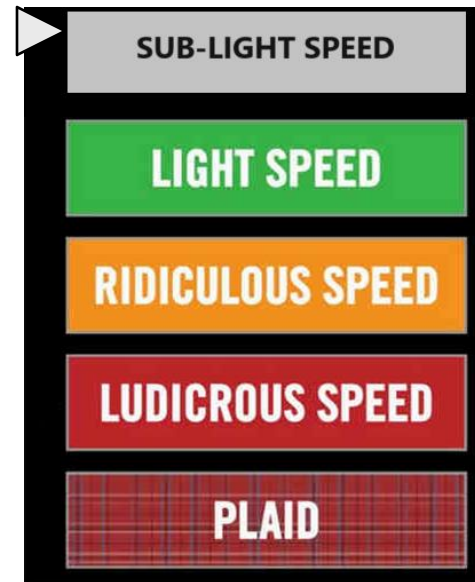 SUB-LIGHT SPEED
LIGHT SPEED
RIDICULOUS SPEED
LUDICROUS SPEED
PLAID